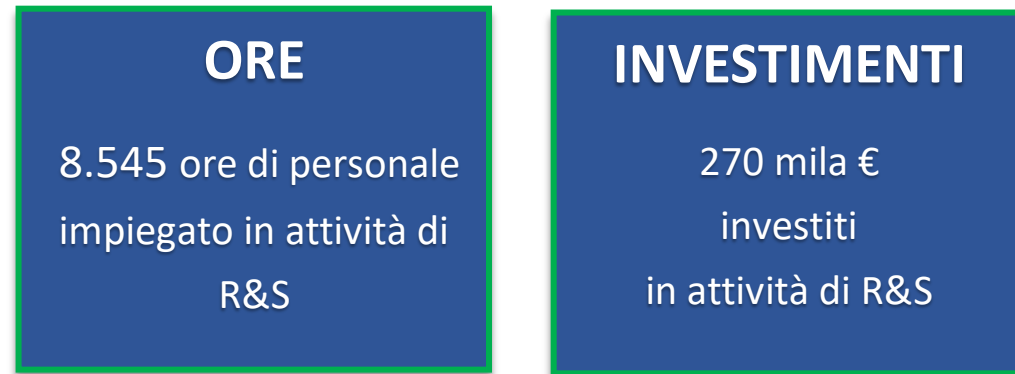 ORE
8.545 ore di personale
impiegato in attività di
R&S
INVESTIMENTI
270 mila €
investiti
in attività di R&S